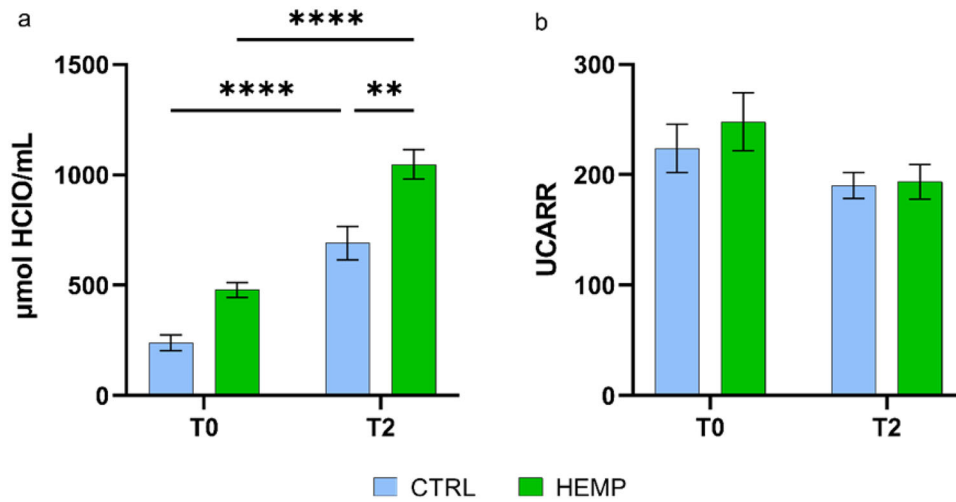 a
b
****
****
**
1500
1000
500
0
µmol HClO/mL
T0
T2
300
200
100
0
UCARR
T0
T2
CTRL
HEMP